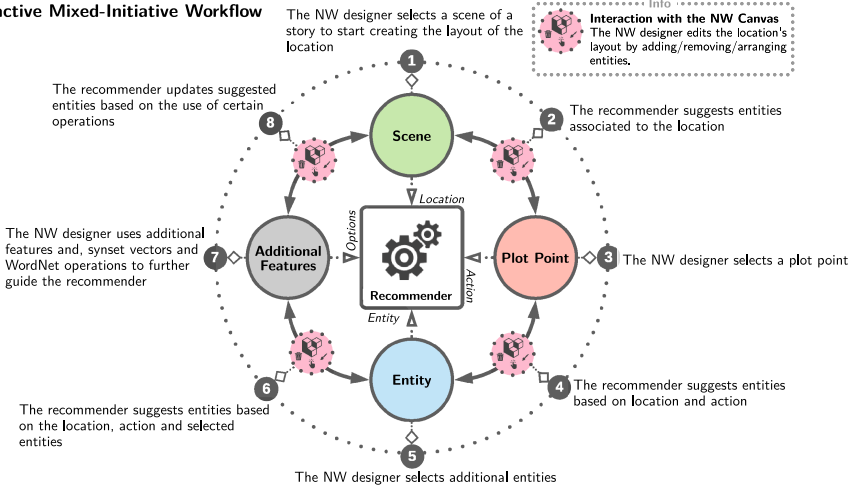 ctive Mixed-Initiative Workflow
The NW designer selects a scene of a
story to start creating the layout of the
location
Info
Interaction with the NW Canvas
The NW designer edits the location's
layout by adding/removing/arranging
entities.
1
The recommender updates suggested
entities based on the use of certain
operations
8
Scene
2
The recommender suggests entities
associated to the location
Location
The NW designer uses additional
features and, synset vectors and
WordNet operations to further
guide the recommender
7
Additional
Features
Options
Recommender
Action
Plot Point
3
The NW designer selects a plot point
Entity
6
The recommender suggests entities based
on the location, action and selected
entities
Entity
4
The recommender suggests entities
based on location and action
5
The NW designer selects additional entities